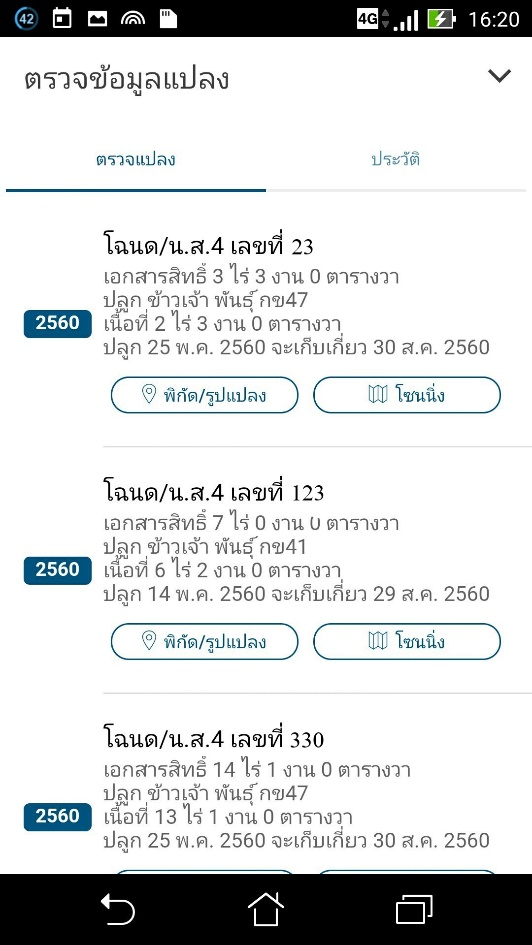 42
4G
16:20
ตรวจข้อมูลแปลง
ตรวจแปลง
ประวัติ
โฉนด/น.ส.4 เลขที่ 23
เอกสารสิทธิ์ 3 ไร่ 3 งาน 0 ตารางวา
ปลูก ข้าวเจ้า พันธุ์ กข47
2560
เนื้อที่ 2 ไร่ 3 งาน 0 ตารางวา
ปลูก 25 พ.ค. 2560 จะเก็บเกี่ยว 30 ส.ค. 2560
พิกัด/รูปแปลง
โซนนิ่ง
โฉนด/น.ส.4 เลขที่ 123
เอกสารสิทธิ์ 7 ไร่ 0 งาน 0 ตารางวา
ปลูก ข้าวเจ้า พันธุ์ กข41
2560
เนื้อที่ 6 ไร่ 2 งาน 0 ตารางวา
ปลูก 14 พ.ค. 2560 จะเก็บเกี่ยว 29 ส.ค. 2560
พิกัด/รูปแปลง
โซนนิ่ง
โฉนด/น.ส.4 เลขที่ 330
เอกสารสิทธิ์ 14 ไร่ 1 งาน 0 ตารางวา
ปลูก ข้าวเจ้า พันธุ์ กข47
2560
เนื้อที่ 13 ไร่ 1 งาน 0 ตารางวา
ปลูก 25 พ.ค. 2560 จะเก็บเกี่ยว 30 ส.ค. 2560